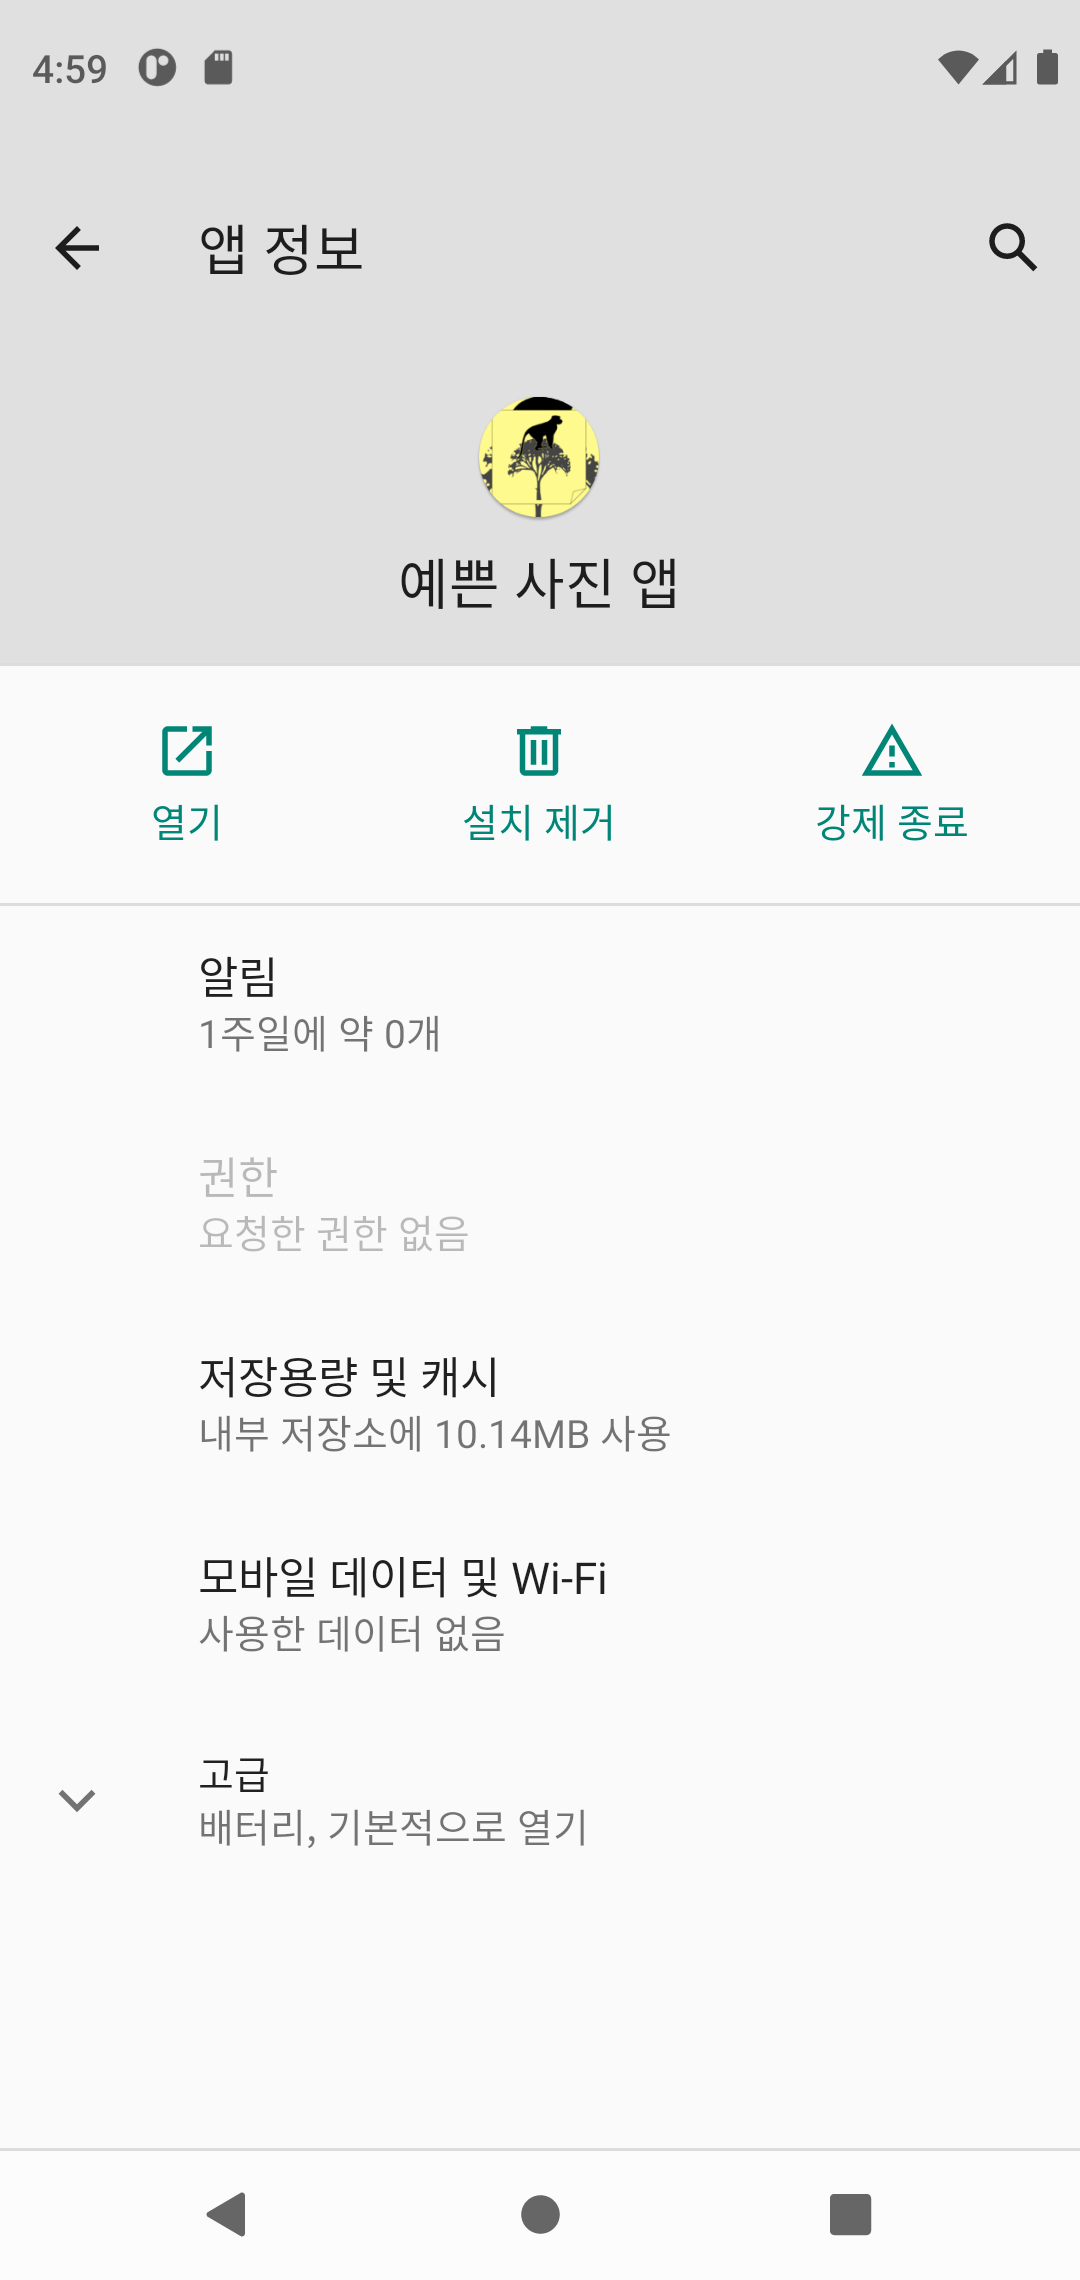 4:59
앱 정보
예쁜 사진 앱
열기
설치 제거
강제 종료
알림
1주일에 약 0개
권한
요청한 권한 없음
저장용량 및 캐시
내부 저장소에 10.14MB 사용
모바일 데이터 및 Wi-Fi
사용한 데이터 없음
고급
배터리, 기본적으로 열기